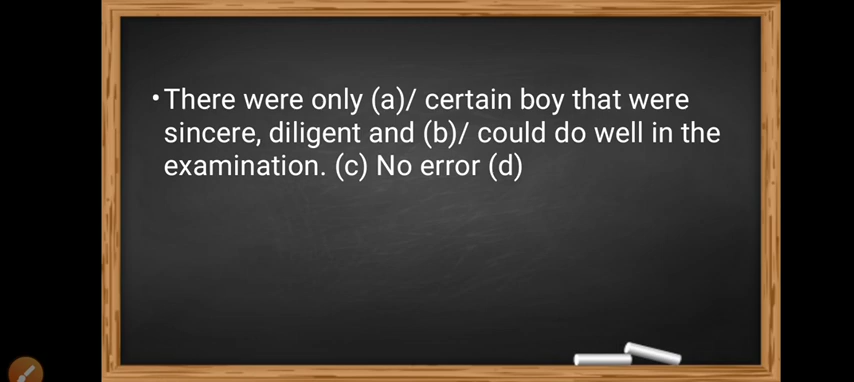 •There were only (a)/ certain boy that were
sincere, diligent and (b)/ could do well in the
examination. (c) No error (d)